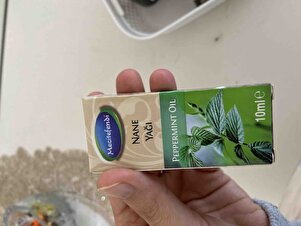 Mecitefendi
NANE
YAĞI
PEPPERMINT OIL
10ml e